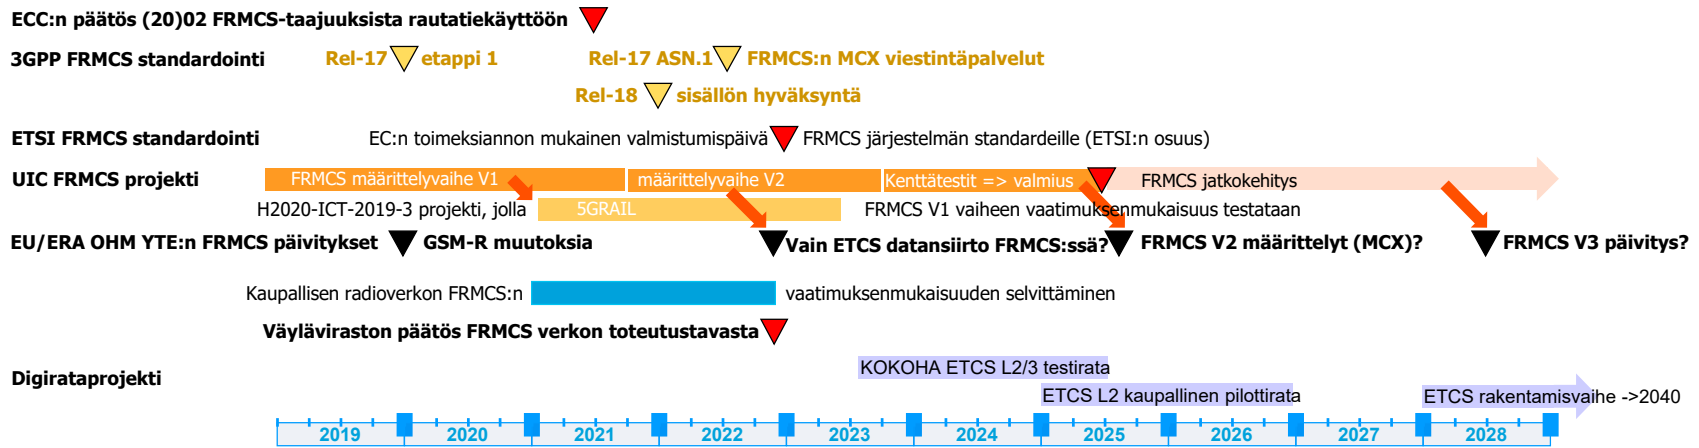 ECC:n päätös (20)02 FRMCS-taajuuksista rautatiekäyttöön
3GPP FRMCS standardointi Rel-17 etappi 1 Rel-17 ASN.1 FRMCS:n MCX viestintäpalvelut
Rel-18 sisällön hyväksyntä
ETSI FRMCS standardointi EC:n toimeksiannon mukainen valmistumispäivä FRMCS järjestelmän standardeille (ETSI:n osuus)
UIC FRMCS projekti FRMCS määrittelyvaihe V1 määrittelyvaihe V2 Kenttätestit => valmius FRMCS jatkokehitys
H2020-ICT-2019-3 projekti, jolla 5GRAIL FRMCS V1 vaiheen vaatimuksenmukaisuus testataan
EU/ERA OHM YTE:n FRMCS päivitykset GSM-R muutoksia Vain ETCS datansiirto FRMCS:ssä? FRMCS V2 määrittelyt (MCX)? FRMCS V3 päivitys?
Kaupallisen radioverkon FRMCS:n vaatimuksenmukaisuuden selvittäminen
Väyläviraston päätös FRMCS verkon toteutustavasta
Digirataprojekti KOKOHA ETCS L2/3 testirata
ETCS L2 kaupallinen pilottirata ETCS rakentamisvaihe ->2040
2019 2020 2021 2022 2023 2024 2025 2026 2027 2028